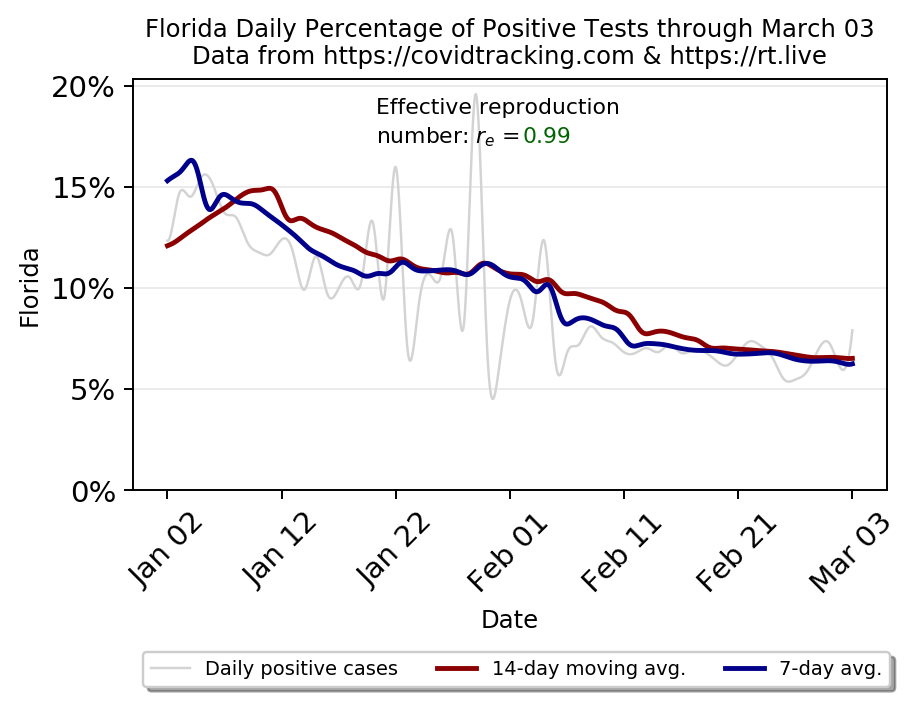 Florida Daily Percentage of Positive Tests through March 03
Data from https://covidtracking.com & https://rt.live
20%
Effective reproduction
number: rₑ = 0.99
15%
10%
5%
0%
Florida
Jan 02
Jan 12
Jan 22
Feb 01
Feb 11
Feb 21
Mar 03
Date
Daily positive cases
14-day moving avg.
7-day avg.